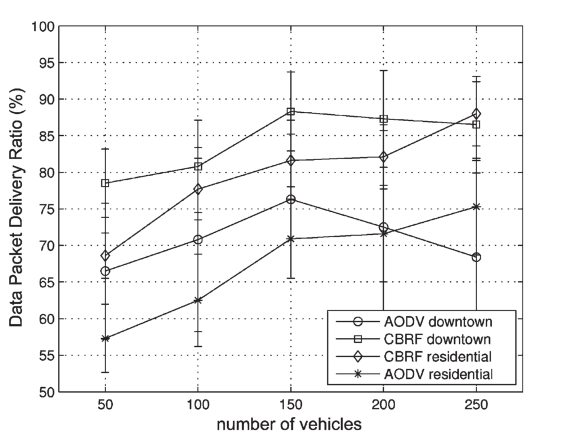 100
95
90
85
80
75
70
65
60
55
50
Data Packet Delivery Ratio (%)
AODV downtown
CBRF downtown
CBRF residential
AODV residential
50 100 150 200 250
number of vehicles